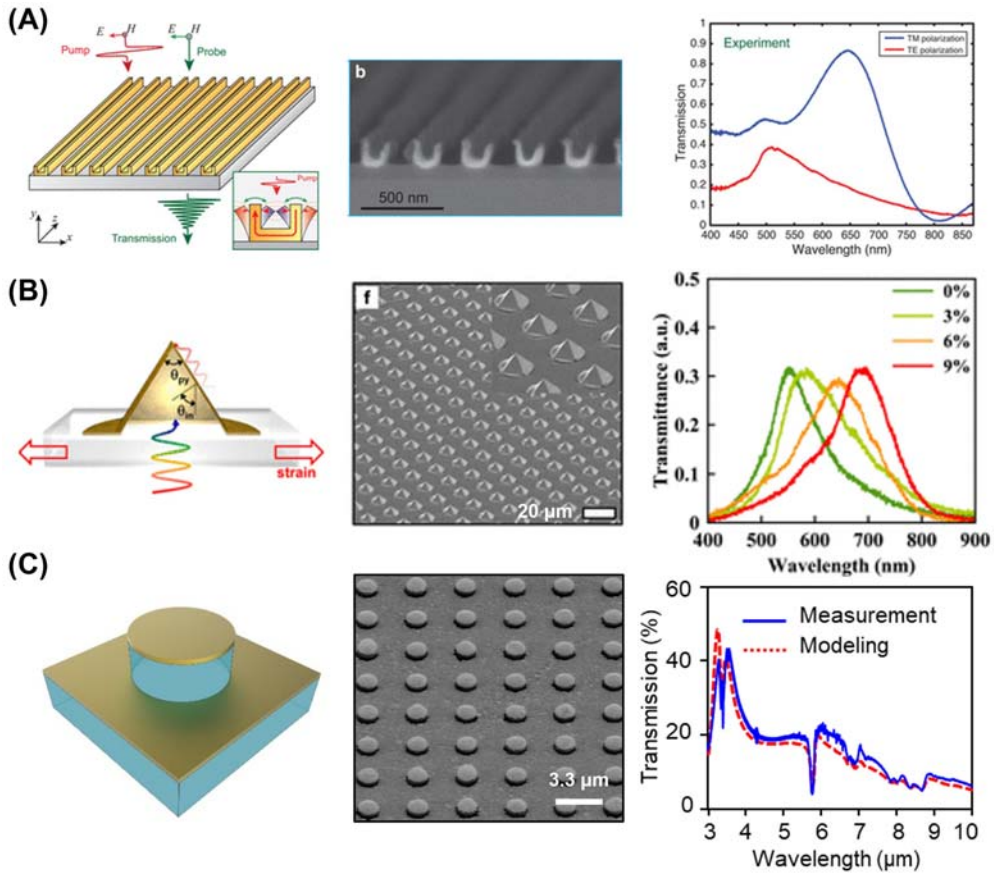 (A)
E H
E H
Pump
Probe
Pump
y
z
x
Transmission
b
500 nm
Experiment
TM polarization
TE polarization
Transmission
1
0.9
0.8
0.7
0.6
0.5
0.4
0.3
0.2
0.1
0
400 450 500 550 600 650 700 750 800 850
Wavelength (nm)
(B)
θpy
θin
strain
f
20 µm
0%
3%
6%
9%
Transmittance (a.u.)
0.5
0.4
0.3
0.2
0.1
0
400 500 600 700 800 900
Wavelength (nm)
(C)
3.3 µm
Measurement
Modeling
Transmission (%)
60
40
20
0
3 4 5 6 7 8 9 10
Wavelength (µm)